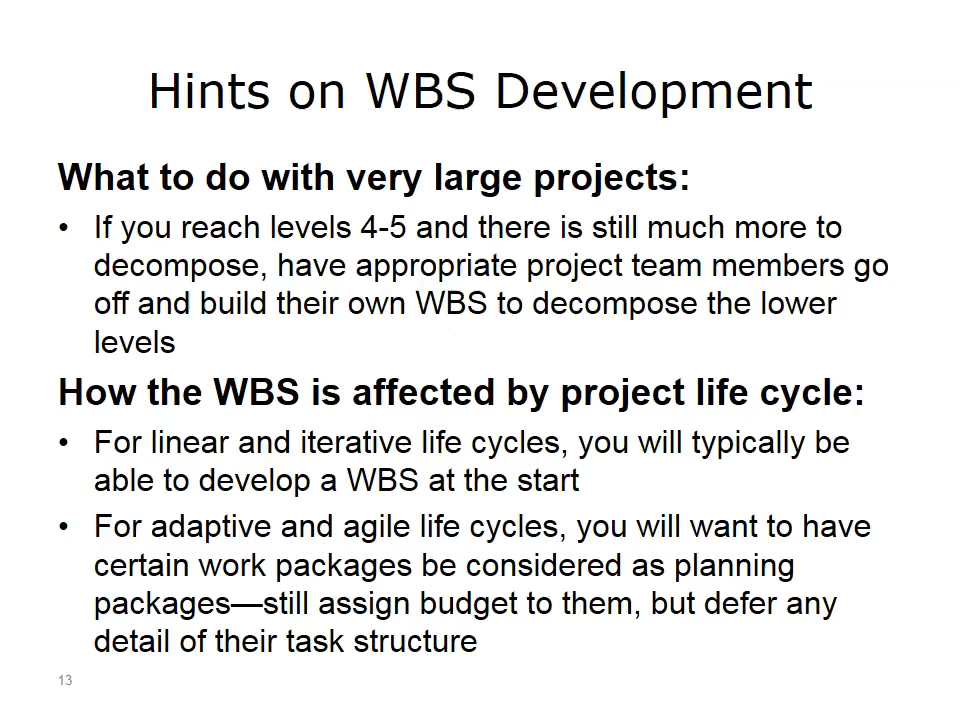 Hints on WBS Development
What to do with very large projects:
• If you reach levels 4-5 and there is still much more to
decompose, have appropriate project team members go
off and build their own WBS to decompose the lower
levels
How the WBS is affected by project life cycle:
• For linear and iterative life cycles, you will typically be
able to develop a WBS at the start
• For adaptive and agile life cycles, you will want to have
certain work packages be considered as planning
packages—still assign budget to them, but defer any
detail of their task structure
13